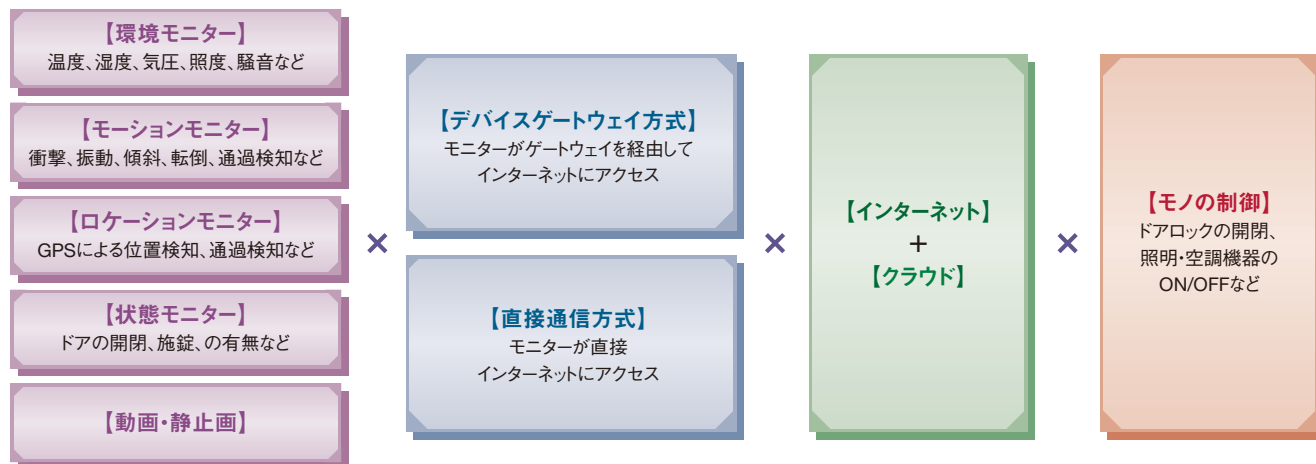 【環境モニター】
温度、湿度、気圧、照度、騒音など
【モーションモニター】
衝撃、振動、傾斜、転倒、通過検知など
【ロケーションモニター】
GPSによる位置検知、通過検知など
【状態モニター】
ドアの開閉、施錠、の有無など
【動画・静止画】
×
【デバイスゲートウェイ方式】
モニターがゲートウェイを経由して
インターネットにアクセス
【直接通信方式】
モニターが直接
インターネットにアクセス
×
【インターネット】
+
【クラウド】
×
【モノの制御】
ドアロックの開閉、
照明・空調機器の
ON/OFFなど